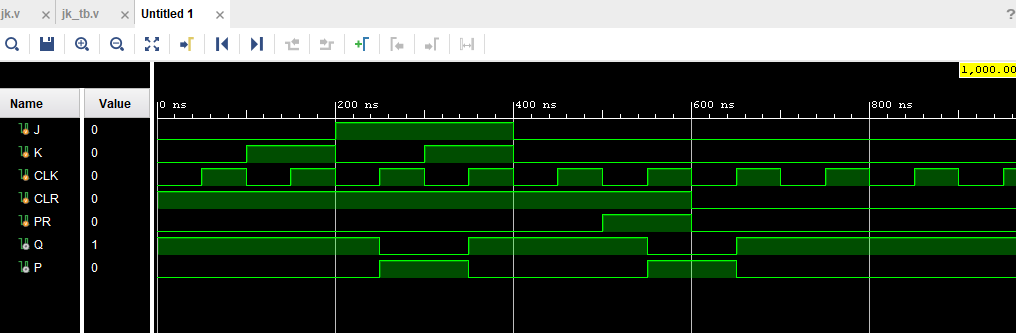 jk.v × jk_tb.v × Untitled 1 × ?
1,000.00
Name Value 0 ns 200 ns 400 ns 600 ns 800 ns
J 0
K 0
CLK 0
CLR 0
PR 0
Q 1
P 0